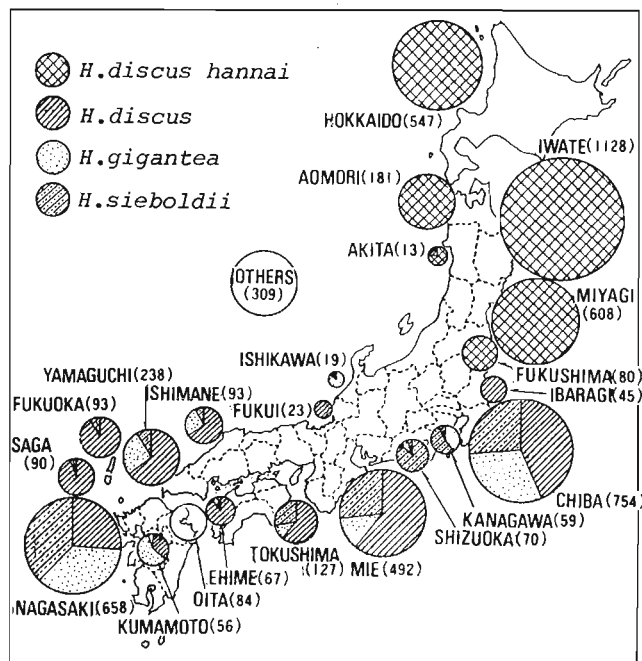 H.discus hannai
H.discus
H.gigantea
H.sieboldii
HOKKAIDO(547)
IWATE(1128)
AOMORI(181)
AKITA(13)
OTHERS
(309)
MIYAGI
(608)
ISHIKAWA(19)
FUKUSHIMA(80)
YAMAGUCHI(238)
ISHIMANE(93)
IBARAGI(45)
FUKUOKA(93)
FUKUI(23)
SAGA
(90)
CHIBA(754)
KANAGAWA(59)
SHIZUOKA(70)
TOKUSHIMA
(127)
MIE(492)
EHIME(67)
OITA(84)
NAGASAKI(658)
KUMAMOTO(56)